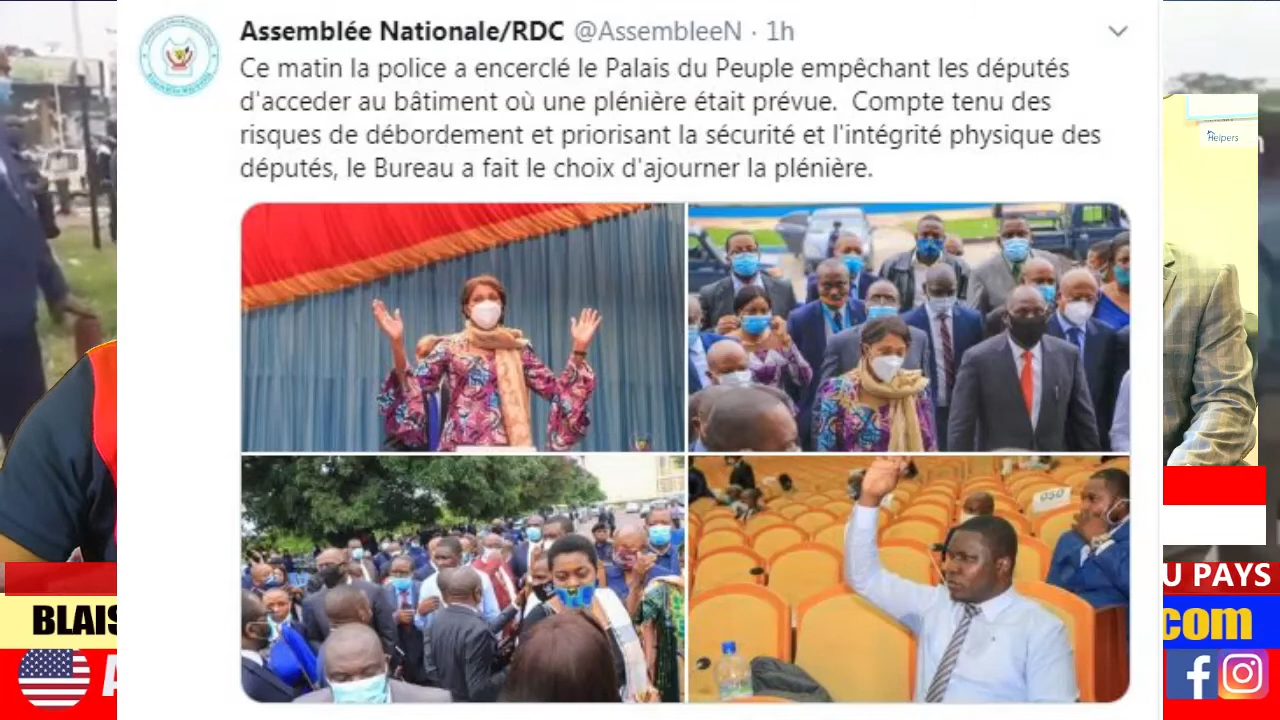 Assemblée Nationale/RDC @AssembleeN · 1h
Ce matin la police a encerclé le Palais du Peuple empêchant les députés
d'acceder au bâtiment où une plénière était prévue. Compte tenu des
risques de débordement et priorisant la sécurité et l'intégrité physique des
députés, le Bureau a fait le choix d'ajourner la plénière.
Helpers
U PAYS
BLAIS
com
A